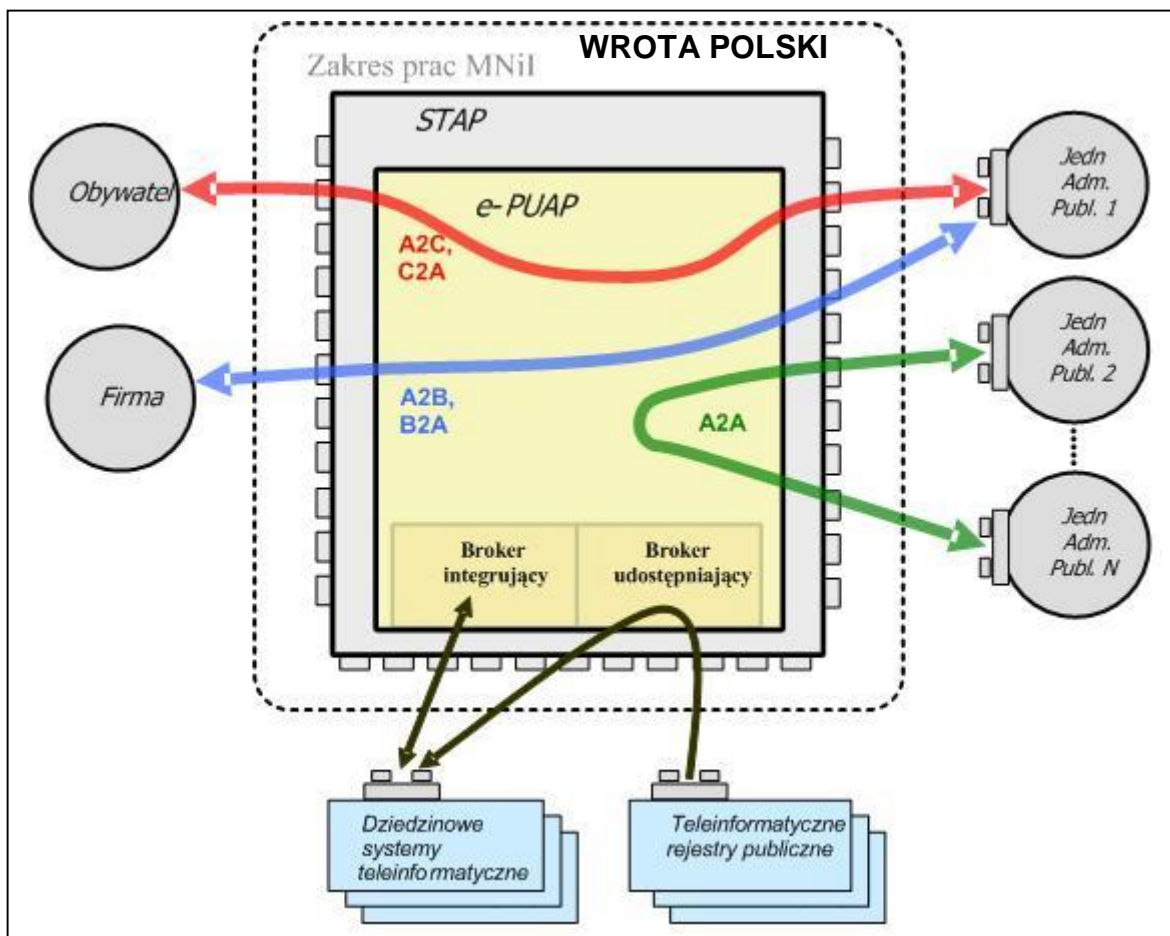 WROTA POLSKI
Zakres prac MNiI
STAP
e-PUAP
Obywatel
A2C,
C2A
Jedn
Adm.
Publ. 1
Firma
A2B,
B2A
A2A
Jedn
Adm.
Publ. 2
Jedn
Adm.
Publ. N
Broker
integrujący
Broker
udostępniający
Dziedzinowe
systemy
teleinformatyczne
Teleinformatyczne
rejestry publiczne